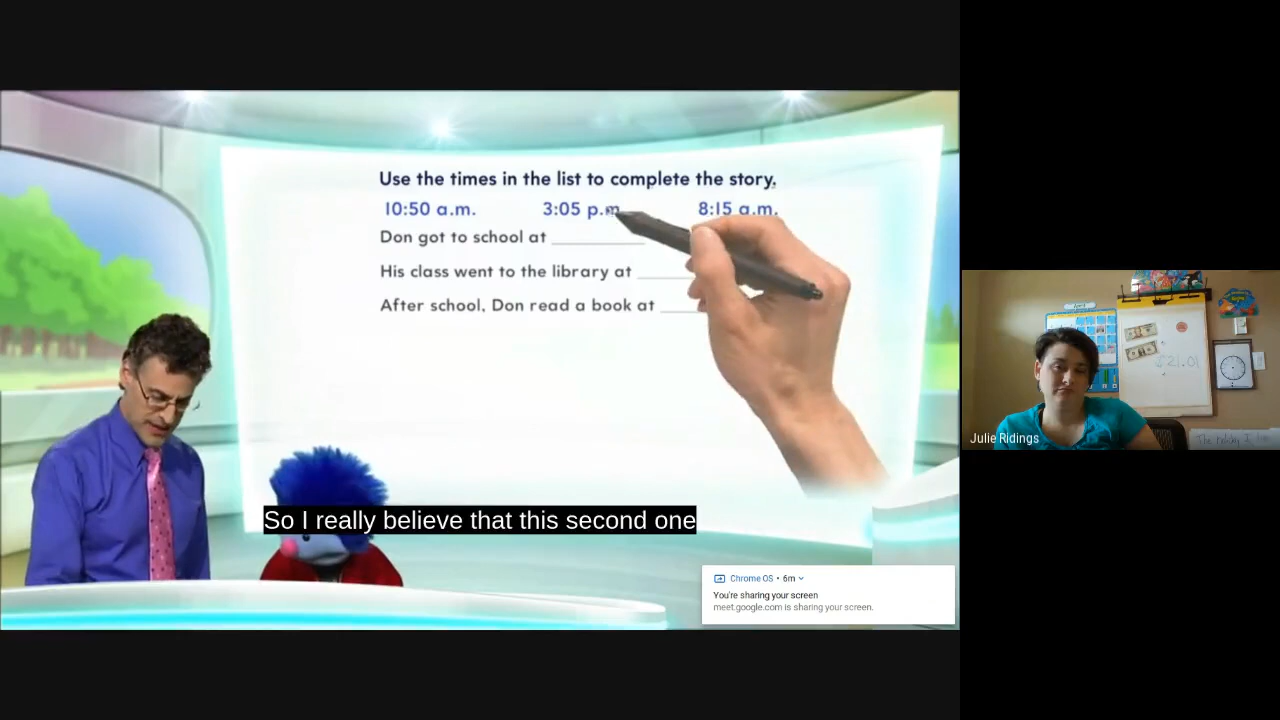 Use the times in the list to complete the story.
10:50 a.m. 3:05 p.m. 8:15 a.m.
Don got to school at
His class went to the library at
After school, Don read a book at
So I really believe that this second one
Chrome OS • 6m
You're sharing your screen
meet.google.com is sharing your screen.
$21.01
Julie Ridings